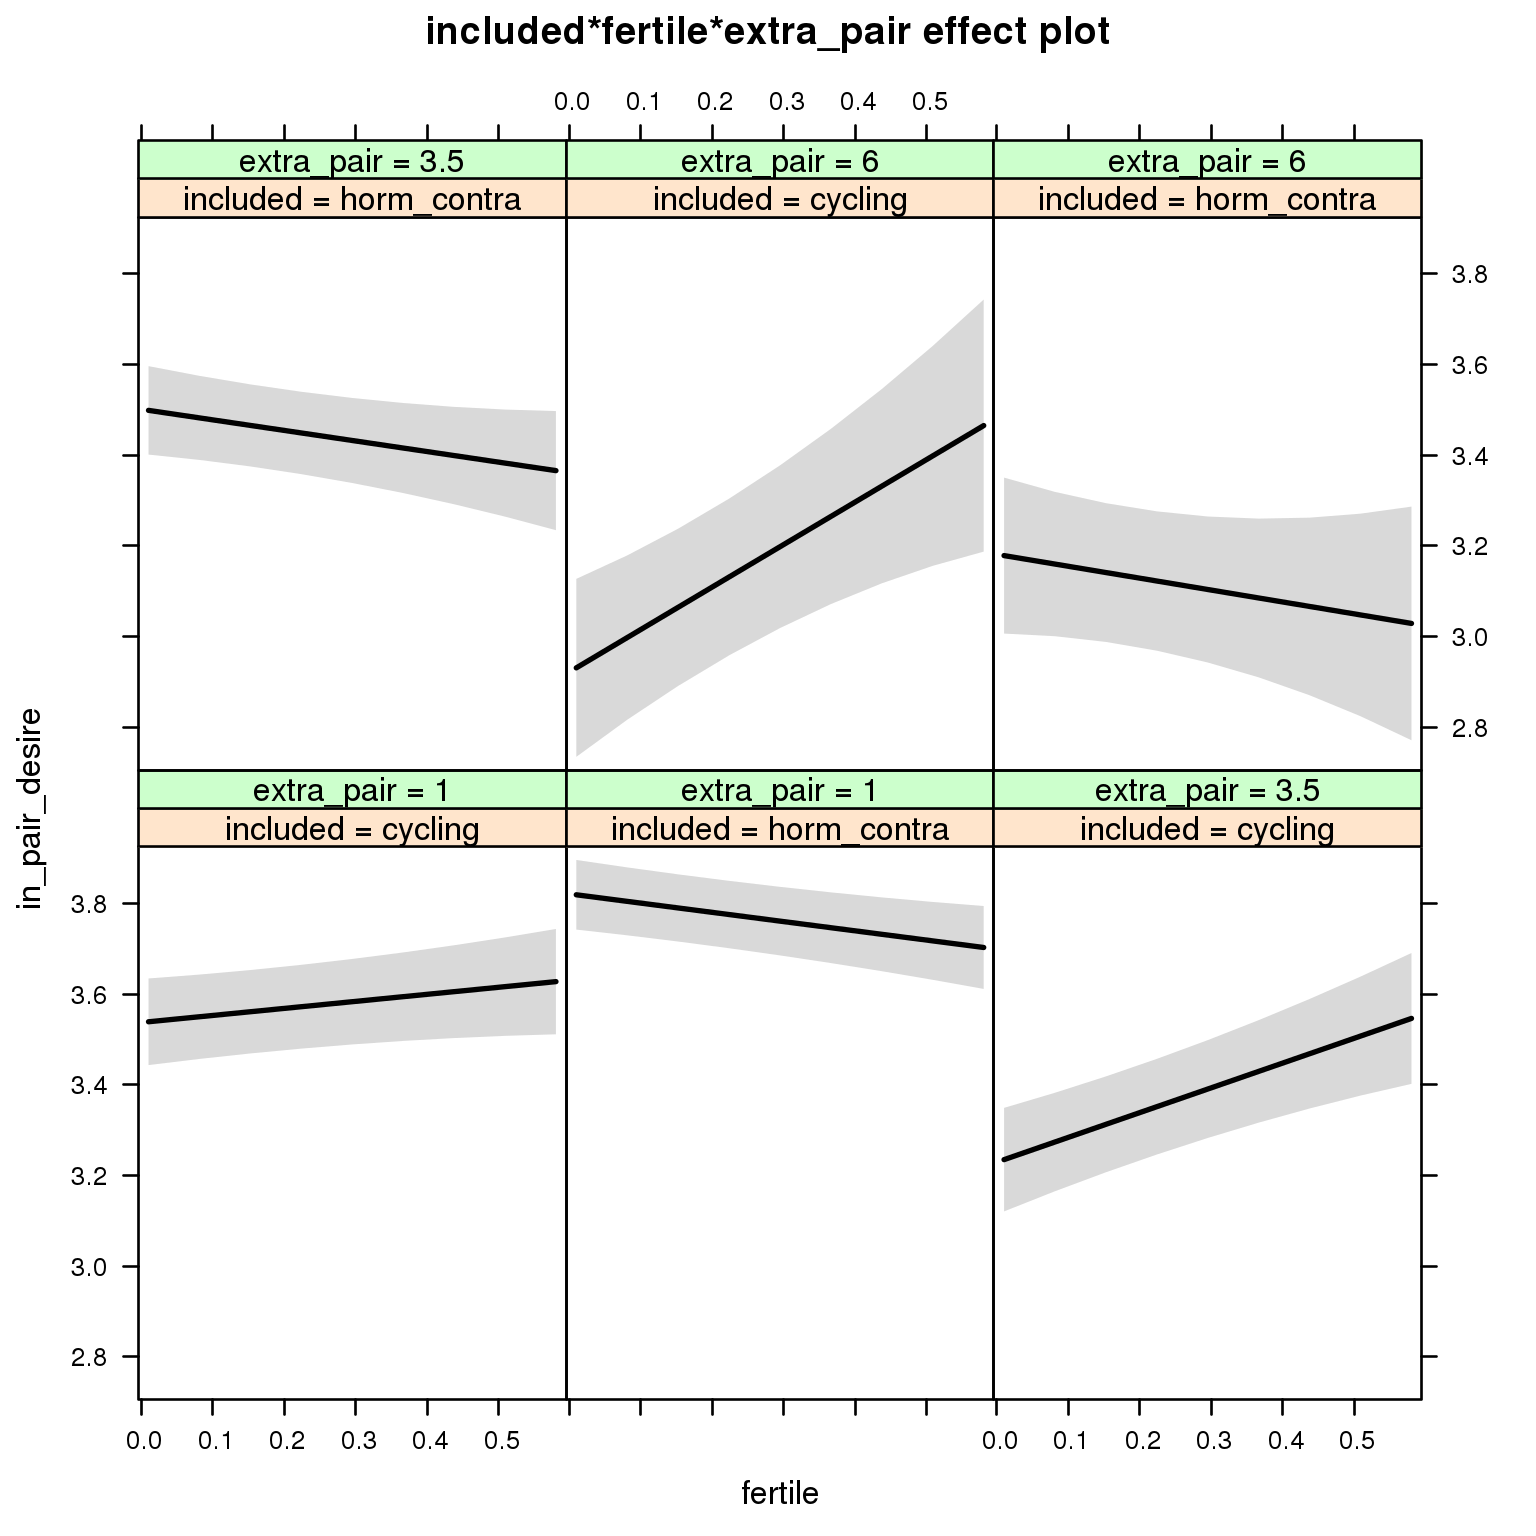 included*fertile*extra_pair effect plot
0.0 0.1 0.2 0.3 0.4 0.5
extra_pair = 3.5 extra_pair = 6 extra_pair = 6
included = horm_contra included = cycling included = horm_contra
3.8
3.6
3.4
3.2
3.0
2.8
in_pair_desire
extra_pair = 1 extra_pair = 1 extra_pair = 3.5
included = cycling included = horm_contra included = cycling
3.8
3.6
3.4
3.2
3.0
2.8
0.0 0.1 0.2 0.3 0.4 0.5 0.0 0.1 0.2 0.3 0.4 0.5
fertile